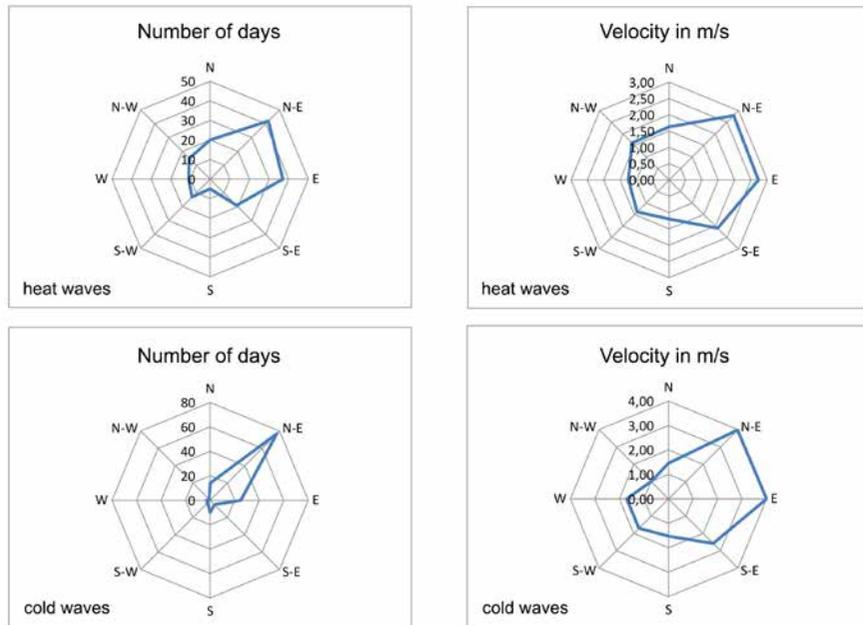 Number of days
N
50
40
30
20
10
0
N-W
N-E
W
E
S-W
S-E
S
heat waves
Velocity in m/s
N
3,00
2,50
2,00
1,50
1,00
0,50
0,00
N-W
N-E
W
E
S-W
S-E
S
heat waves
Number of days
N
80
60
40
20
0
N-W
N-E
W
E
S-W
S-E
S
cold waves
Velocity in m/s
N
4,00
3,00
2,00
1,00
0,00
N-W
N-E
W
E
S-W
S-E
S
cold waves